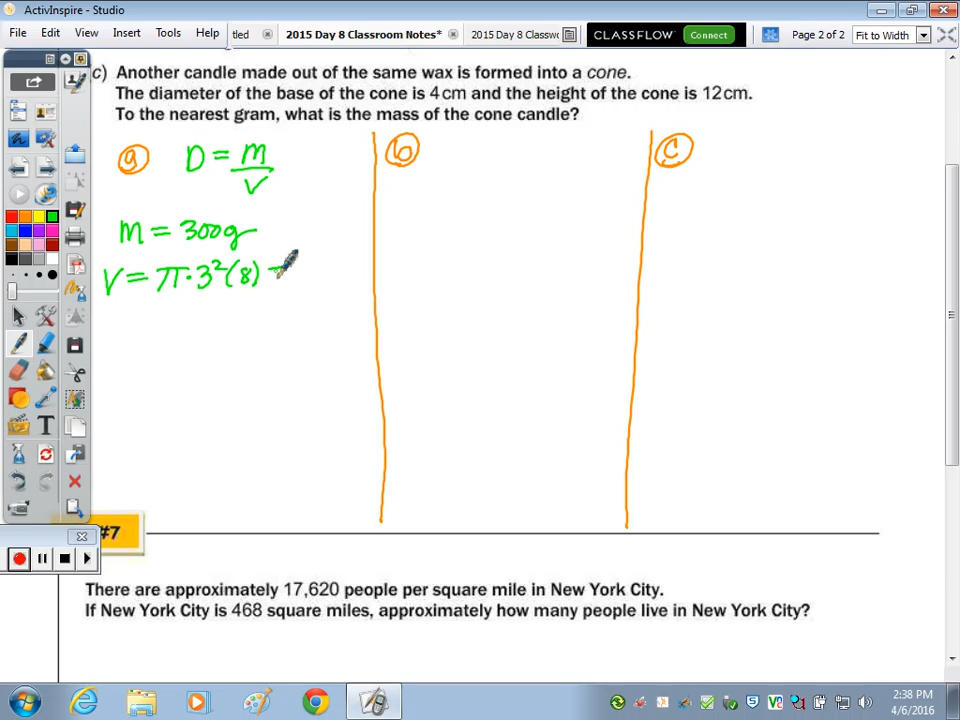 ActivInspire - Studio
File Edit View Insert Tools Help
tled
2015 Day 8 Classroom Notes*
2015 Day 8 Classw
CLASSFLOW
Connect
Page 2 of 2
Fit to Width
c) Another candle made out of the same wax is formed into a cone.
The diameter of the base of the cone is 4 cm and the height of the cone is 12 cm.
To the nearest gram, what is the mass of the cone candle?
a
D = m/V
m = 300g
V = π·3²(8) =
b
c
#7
There are approximately 17,620 people per square mile in New York City.
If New York City is 468 square miles, approximately how many people live in New York City?
2:38 PM
4/6/2016